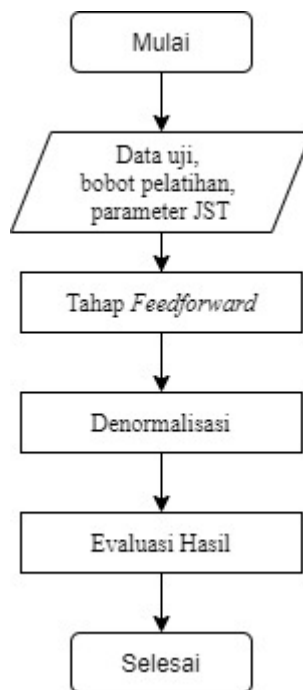 Mulai
Data uji,
bobot pelatihan,
parameter JST
Tahap Feedforward
Denormalisasi
Evaluasi Hasil
Selesai